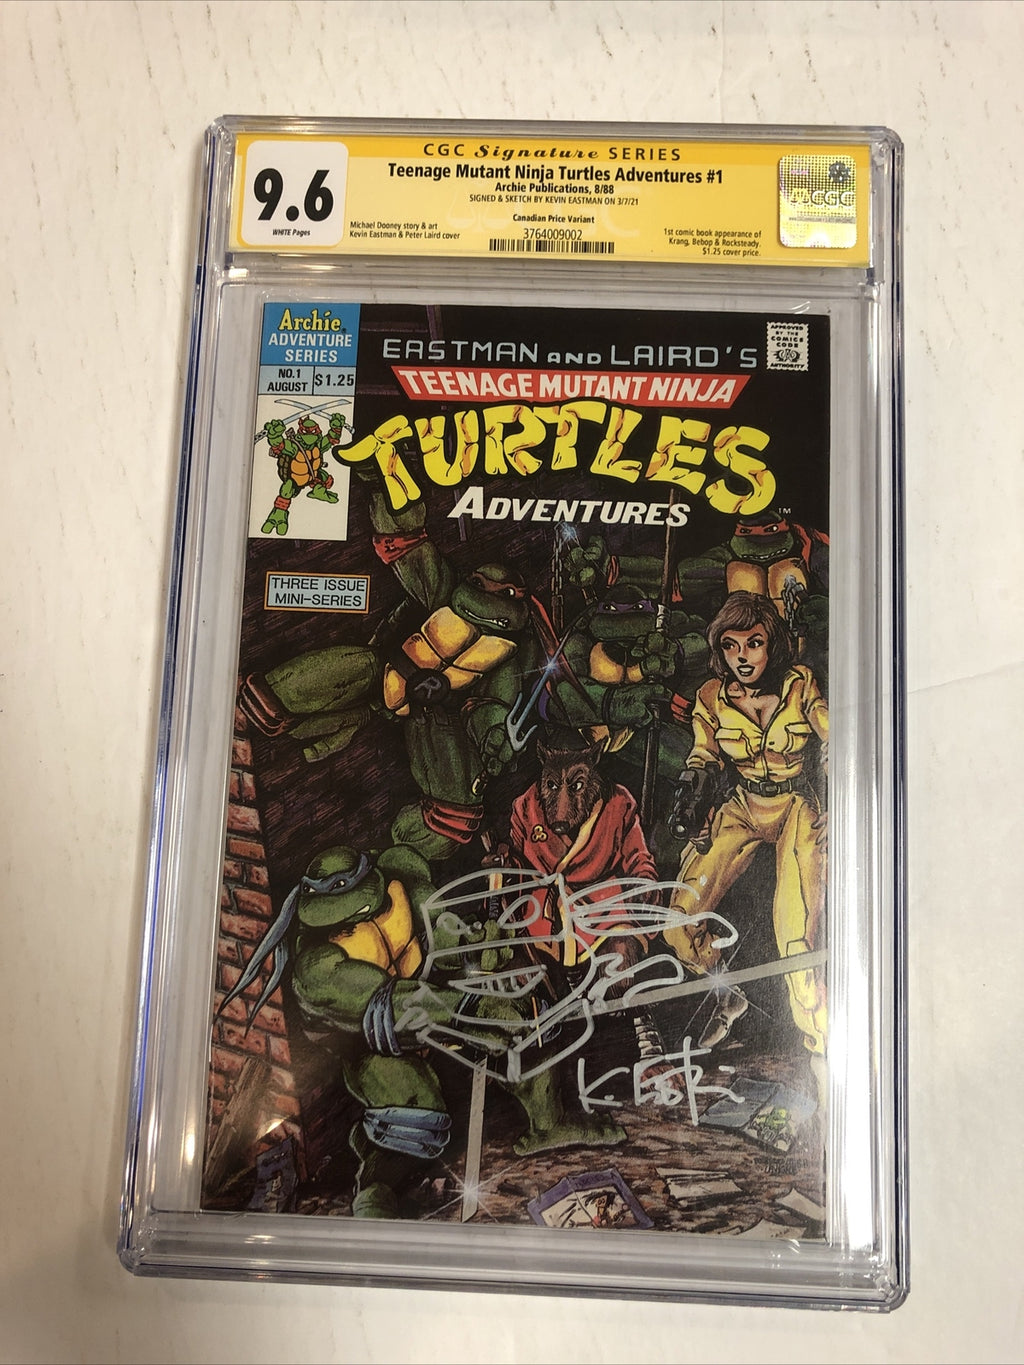 CGC Signature SERIES
9.6
WHITE Pages
Teenage Mutant Ninja Turtles Adventures #1
Archie Publications, 8/88
SIGNED & SKETCH BY KEVIN EASTMAN ON 3/7/21
Canadian Price Variant
3764009002
Michael Dooney story & art
Kevin Eastman & Peter Laird cover
1st comic book appearance of
Krang, Bebop & Rocksteady.
$1.25 cover price.
CGC
Archie
ADVENTURE
SERIES
NO.1
AUGUST
$1.25
APPROVED
BY THE
COMICS
CODE
AUTHORITY
EASTMAN AND LAIRD'S
TEENAGE MUTANT NINJA
TURTLES
ADVENTURES
TM
THREE ISSUE
MINI-SERIES
R